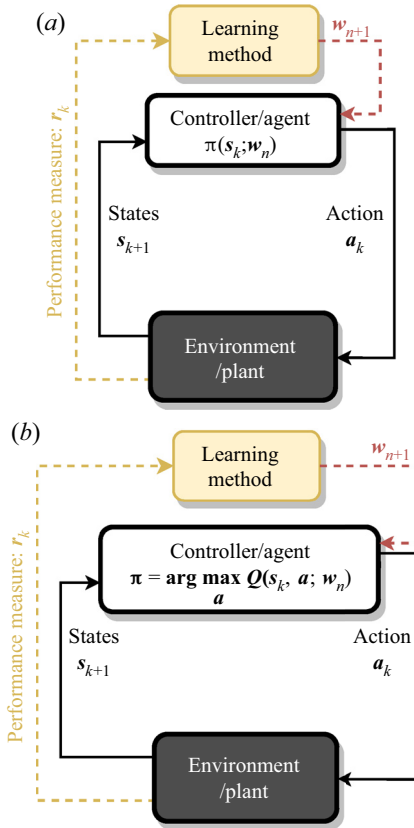 (a)
Learning
method
w_{n+1}
Performance measure: r_k
Controller/agent
π(s_k;w_n)
States
s_{k+1}
Action
a_k
Environment
/plant
(b)
Learning
method
w_{n+1}
Performance measure: r_k
Controller/agent
π = arg max Q(s_k, a; w_n)
a
States
s_{k+1}
Action
a_k
Environment
/plant